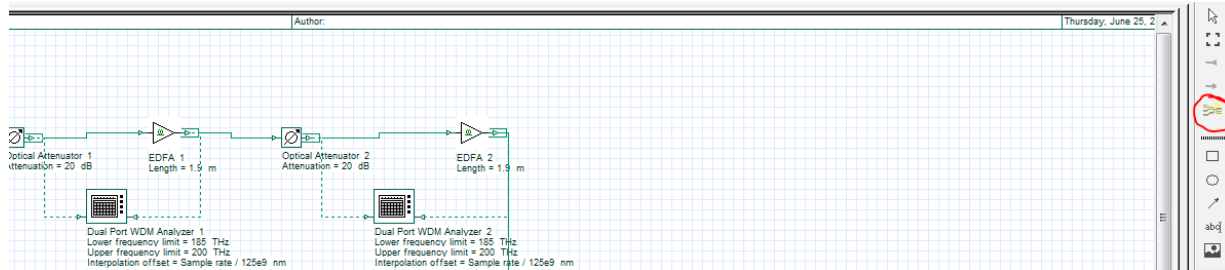 Author:
Thursday, June 25, 2
Optical Attenuator 1
Attenuation = 20 dB
EDFA 1
Length = 1.9 m
Optical Attenuator 2
Attenuation = 20 dB
EDFA 2
Length = 1.9 m
Dual Port WDM Analyzer 1
Lower frequency limit = 185 THz
Upper frequency limit = 200 THz
Interpolation offset = Sample rate / 125e9 nm
Dual Port WDM Analyzer 2
Lower frequency limit = 185 THz
Upper frequency limit = 200 THz
Interpolation offset = Sample rate / 125e9 nm
abc